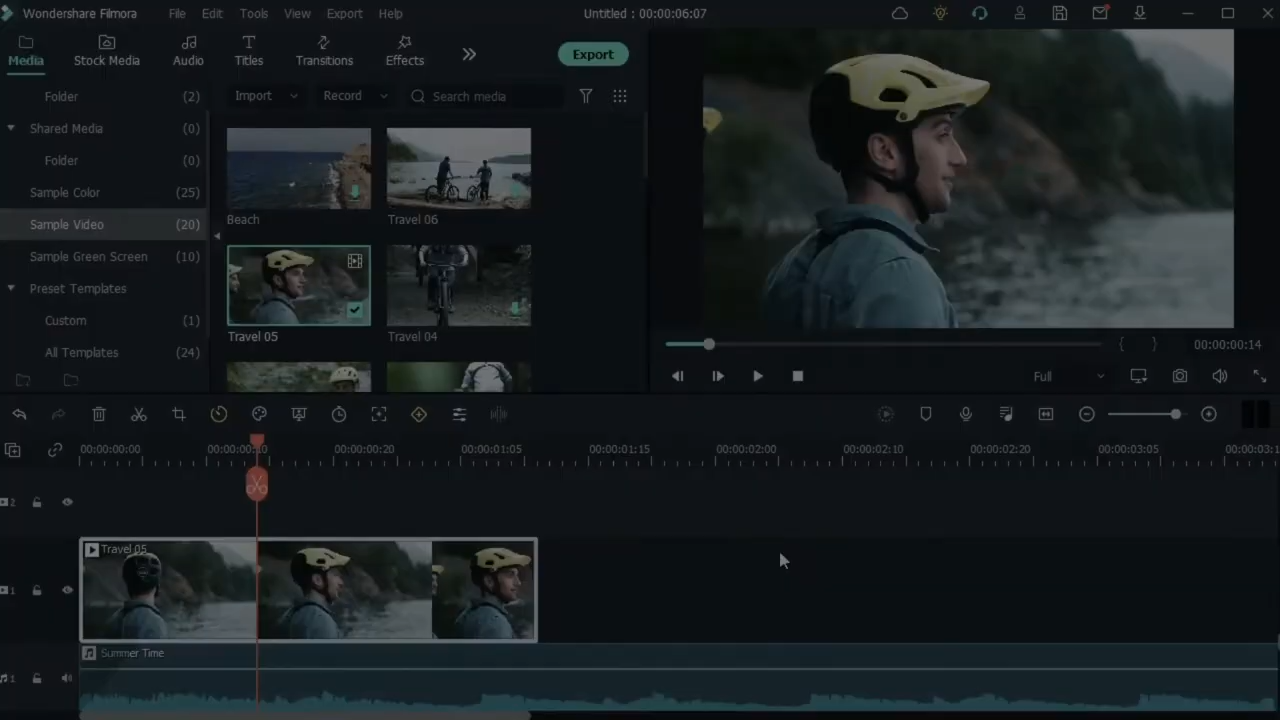 Wondershare Filmora File Edit Tools View Export Help Untitled : 00:00:06:07
Media Stock Media Audio Titles Transitions Effects Export
Folder (2)
Shared Media (0)
Folder (0)
Sample Color (25)
Sample Video (20)
Sample Green Screen (10)
Preset Templates
Custom (1)
All Templates (24)
Import Record Search media
Beach Travel 06
Travel 05 Travel 04
00:00:00:14
Full
00:00:00:00 00:00:00:10 00:00:00:20 00:00:01:05 00:00:01:15 00:00:02:00 00:00:02:10 00:00:02:20 00:00:03:05
2
Travel 05
1
Summer Time
1